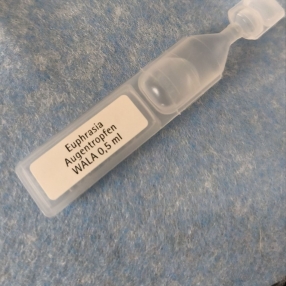 Euphrasia
Augentropfen
WALA 0,5 ml